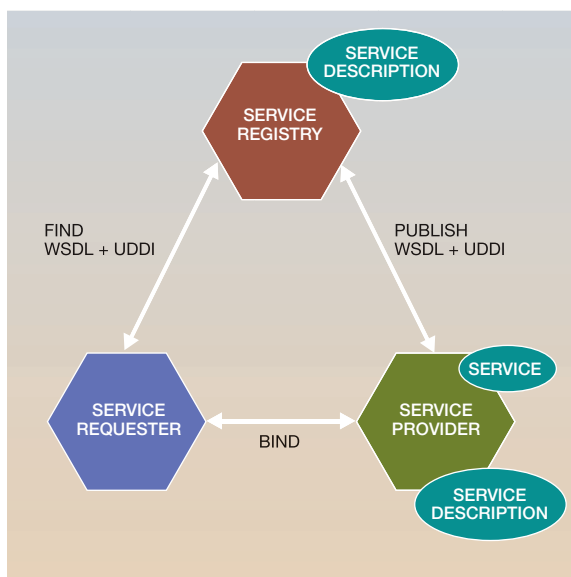 SERVICE
DESCRIPTION
SERVICE
REGISTRY
FIND
WSDL + UDDI
PUBLISH
WSDL + UDDI
SERVICE
SERVICE
REQUESTER
BIND
SERVICE
PROVIDER
SERVICE
DESCRIPTION